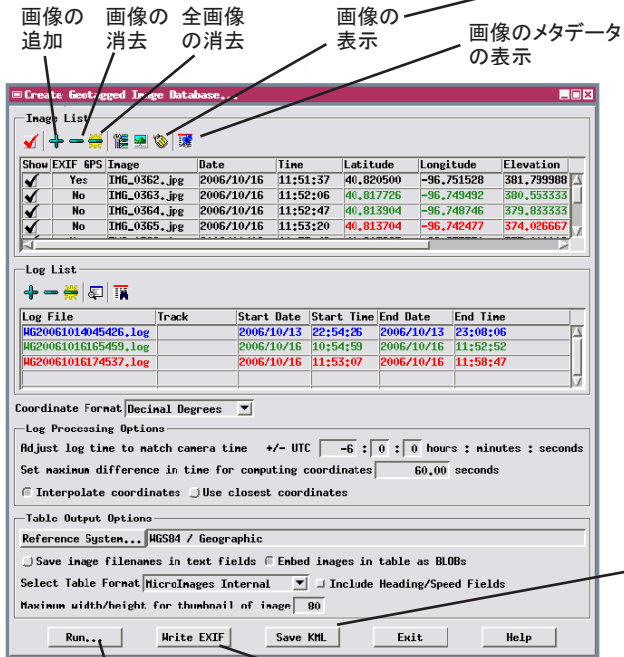 画像の
追加
画像の
消去
全画像
の消去
画像の
表示
画像のメタデータ
の表示
Create Geotagged Image Database...
Image List
Show EXIF GPS Image Date Time Latitude Longitude Elevation
Yes IMG_0362.jpg 2006/10/16 11:51:37 40.820500 -96.751528 381.799988
No IMG_0363.jpg 2006/10/16 11:52:06 40.817726 -96.749492 380.553333
No IMG_0364.jpg 2006/10/16 11:52:47 40.813904 -96.748746 379.833333
No IMG_0365.jpg 2006/10/16 11:53:20 40.813704 -96.742477 374.026667
Log List
Log File Track Start Date Start Time End Date End Time
WG20061014045426.log 2006/10/13 22:54:26 2006/10/13 23:08:06
WG20061016165459.log 2006/10/16 10:54:59 2006/10/16 11:52:52
WG20061016174537.log 2006/10/16 11:53:07 2006/10/16 11:58:47
Coordinate Format Decimal Degrees
Log Processing Options
Adjust log time to match camera time +/- UTC -6 : 0 : 0 hours : minutes : seconds
Set maximum difference in time for computing coordinates 60.00 seconds
Interpolate coordinates Use closest coordinates
Table Output Options
Reference System... WGS84 / Geographic
Save image filenames in text fields Embed images in table as BLOBs
Select Table Format MicroImages Internal Include Heading/Speed Fields
Maximum width/height for thumbnail of image 80
Run... Write EXIF Save KML Exit Help